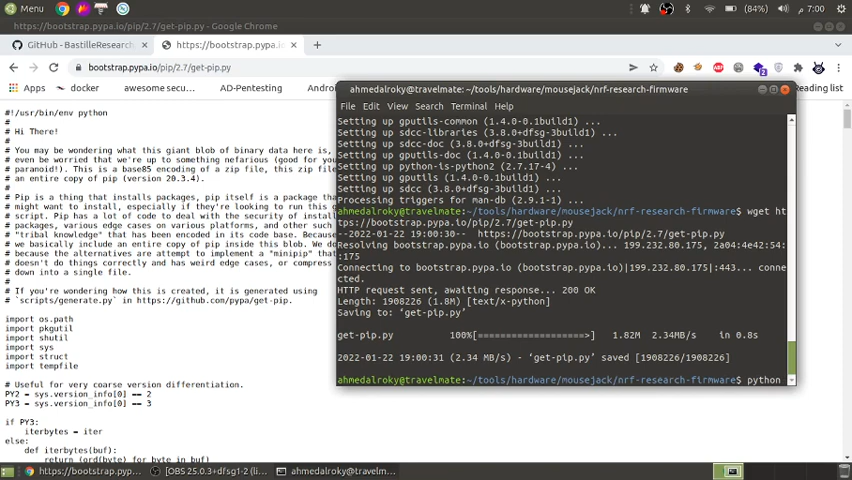 Menu
(84%)
7:00 م
https://bootstrap.pypa.io/pip/2.7/get-pip.py - Google Chrome
GitHub - BastilleResearch
https://bootstrap.pypa.io
bootstrap.pypa.io/pip/2.7/get-pip.py
Apps
docker
AD-Pentesting
Android
#!/usr/bin/env python
#
# Hi There!
#
# You may be wondering what this giant blob of binary data here is,
# even be worried that we're up to something nefarious (good for you
# paranoid!). This is a base85 encoding of a zip file, this zip file
# an entire copy of pip (version 20.3.4).
#
# Pip is a thing that installs packages, pip itself is a package that
# might want to install, especially if they're looking to run this ge
# script. Pip has a lot of code to deal with the security of install
# packages, various edge cases on various platforms, and other such
# "tribal knowledge" that has been encoded in its code base. Because
# we basically include an entire copy of pip inside this blob. We do
# because the alternatives are attempt to implement a "minipip" that
# doesn't do things correctly and has weird edge cases, or compress
# down into a single file.
#
# If you're wondering how this is created, it is generated using
# `scripts/generate.py` in https://github.com/pypa/get-pip.
import os.path
import pkgutil
import shutil
import sys
import struct
import tempfile
# Useful for very coarse version differentiation.
PY2 = sys.version_info[0] == 2
PY3 = sys.version_info[0] == 3
if PY3:
iterbytes = iter
else:
def iterbytes(buf):
return (ord(byte) for byte in buf)
ahmedalroky@travelmate: ~/tools/hardware/mousejack/nrf-research-firmware
File Edit View Search Terminal Help
Setting up gputils-common (1.4.0-0.1build1) ...
Setting up sdcc-libraries (3.8.0+dfsg-3build1) ...
Setting up sdcc-doc (3.8.0+dfsg-3build1) ...
Setting up gputils-doc (1.4.0-0.1build1) ...
Setting up python-is-python2 (2.7.17-4) ...
Setting up gputils (1.4.0-0.1build1) ...
Setting up sdcc (3.8.0+dfsg-3build1) ...
Processing triggers for man-db (2.9.1-1) ...
ahmedalroky@travelmate:~/tools/hardware/mousejack/nrf-research-firmware$ wget ht
tps://bootstrap.pypa.io/pip/2.7/get-pip.py
--2022-01-22 19:00:30-- https://bootstrap.pypa.io/pip/2.7/get-pip.py
Resolving bootstrap.pypa.io (bootstrap.pypa.io)... 199.232.80.175, 2a04:4e42:54:
:175
Connecting to bootstrap.pypa.io (bootstrap.pypa.io)|199.232.80.175|:443... conne
cted.
HTTP request sent, awaiting response... 200 OK
Length: 1908226 (1.8M) [text/x-python]
Saving to: ‘get-pip.py’
get-pip.py 100%[===================>] 1.82M 2.34MB/s in 0.8s
2022-01-22 19:00:31 (2.34 MB/s) - ‘get-pip.py’ saved [1908226/1908226]
ahmedalroky@travelmate:~/tools/hardware/mousejack/nrf-research-firmware$ python
https://bootstrap.pypa.io/pip/2.7/get-py...
[OBS 25.0.3+dfsg1-2 (li...
ahmedalroky@travelm...